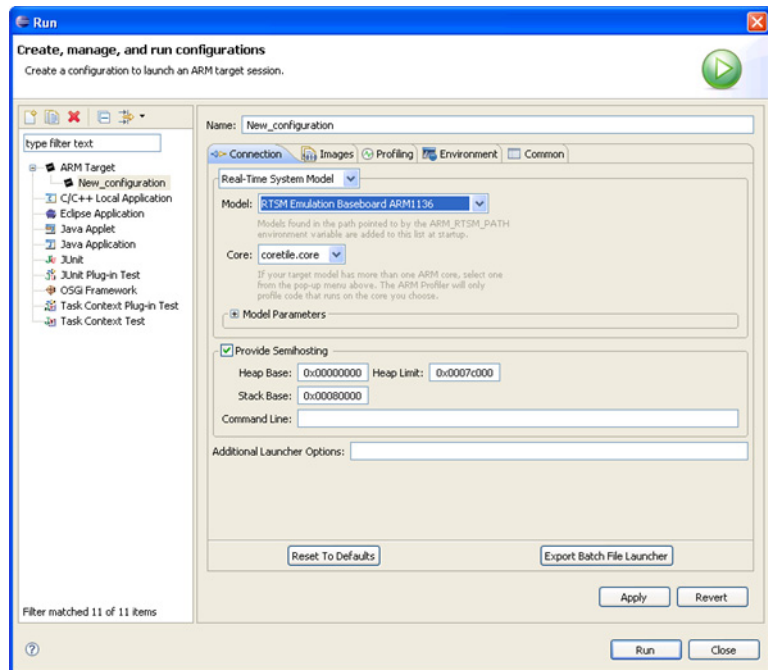 Run
Create, manage, and run configurations
Create a configuration to launch an ARM target session.
type filter text
ARM Target
New_configuration
C/C++ Local Application
Eclipse Application
Java Applet
Java Application
JUnit
JUnit Plug-in Test
OSGi Framework
Task Context Plug-in Test
Task Context Test
Filter matched 11 of 11 items
Name: New_configuration
Connection Images Profiling Environment Common
Real-Time System Model
Model: RTSM Emulation Baseboard ARM1136
Models found in the path pointed to by the ARM_RTSM_PATH
environment variable are added to this list at startup.
Core: coretile.core
If your target model has more than one ARM core, select one
from the pop-up menu above. The ARM Profiler will only
profile code that runs on the core you choose.
Model Parameters
Provide Semihosting
Heap Base: 0x00000000 Heap Limit: 0x0007c000
Stack Base: 0x00080000
Command Line:
Additional Launcher Options:
Reset To Defaults Export Batch File Launcher
Apply Revert
Run Close